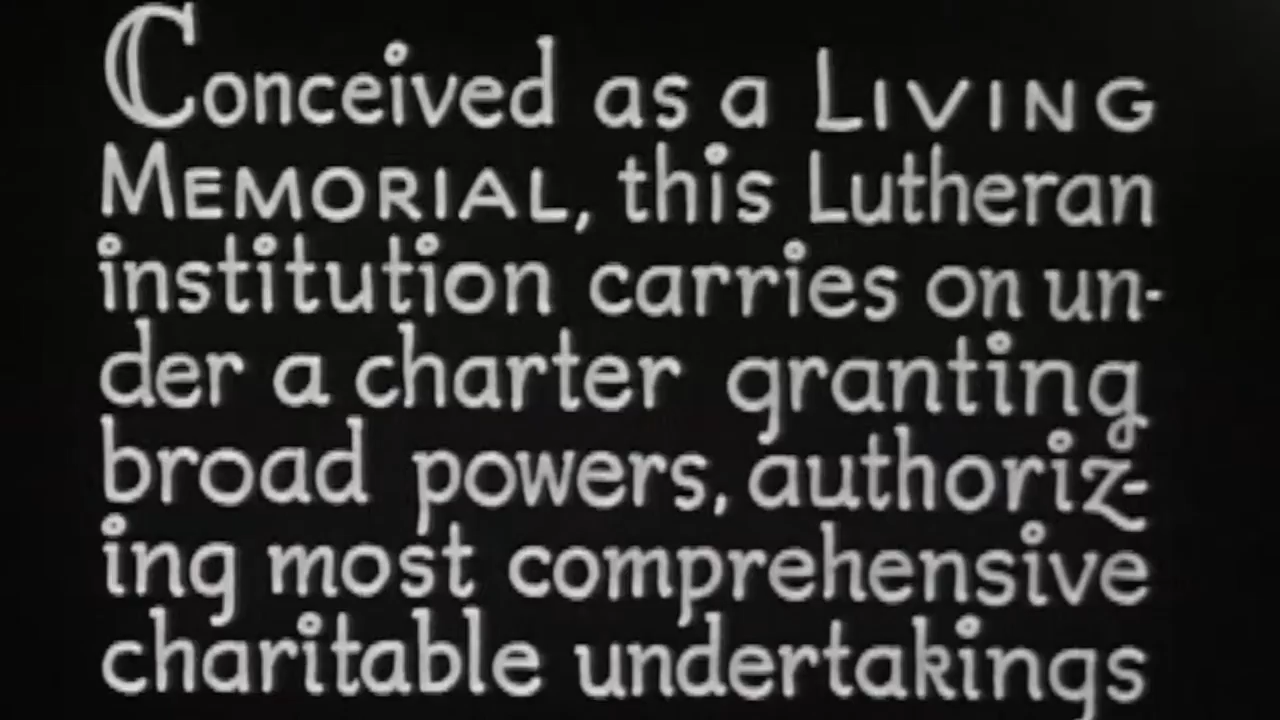 Conceived as a LIVING
MEMORIAL, this Lutheran
institution carries on un-
der a charter granting
broad powers, authoriz-
ing most comprehensive
charitable undertakings